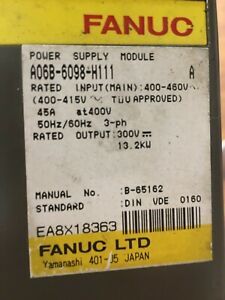 FANUC
POWER SUPPLY MODULE
A06B-6098-H111 A
RATED INPUT(MAIN):400-460V~
(400-415V~ TÜV APPROVED)
45A at400V
50Hz/60Hz 3-ph
RATED OUTPUT:300V⎓
13.2KW
MANUAL No. :B-65162
STANDARD :DIN VDE 0160
EA8X18363
FANUC LTD
Yamanashi 401-05 JAPAN